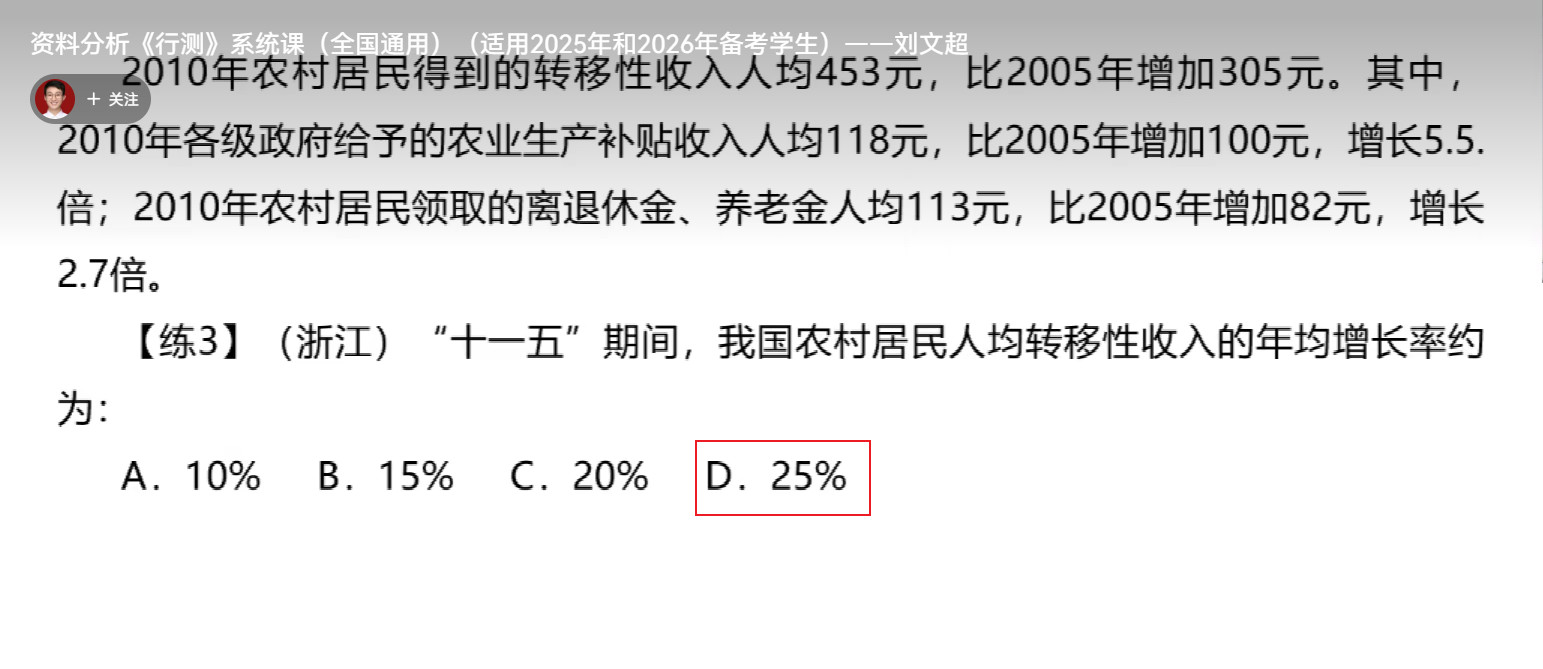 资料分析《行测》系统课（全国通用）（适用2025年和2026年备考学生）——刘文超
2010年农村居民得到的转移性收入人均453元，比2005年增加305元。其中，
+ 关注
2010年各级政府给予的农业生产补贴收入人均118元，比2005年增加100元，增长5.5.
倍；2010年农村居民领取的离退休金、养老金人均113元，比2005年增加82元，增长
2.7倍。
【练3】（浙江）“十一五”期间，我国农村居民人均转移性收入的年均增长率约
为：
A. 10% B. 15% C. 20% D. 25%